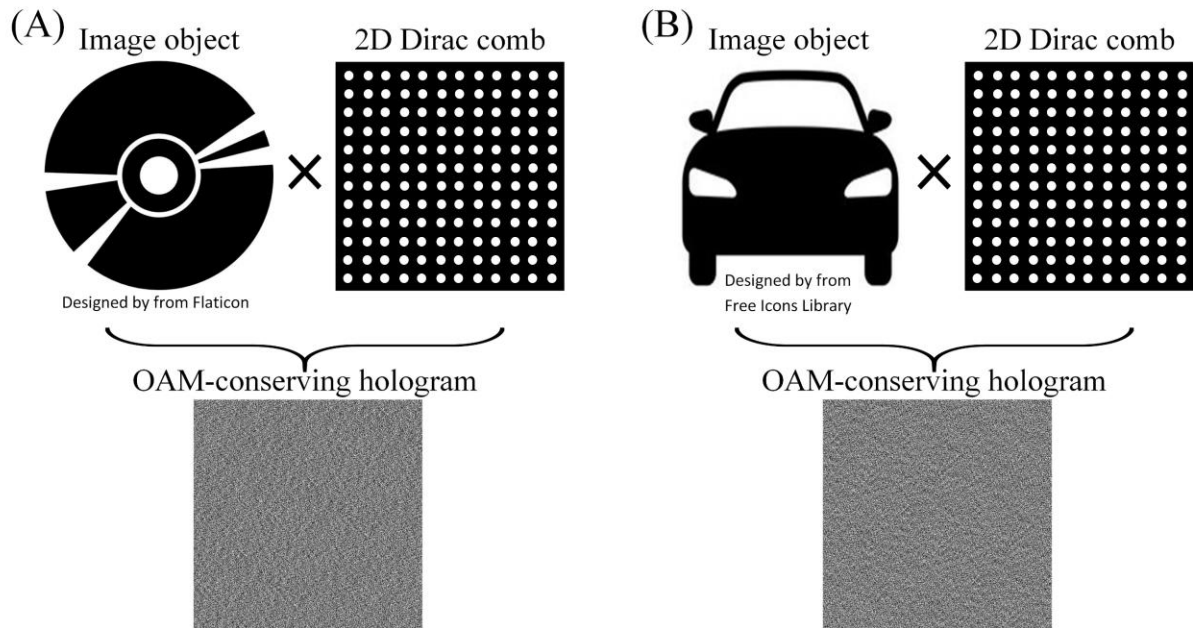 (A)
Image object
2D Dirac comb
×
Designed by from Flaticon
OAM-conserving hologram
(B)
Image object
2D Dirac comb
×
Designed by from
Free Icons Library
OAM-conserving hologram